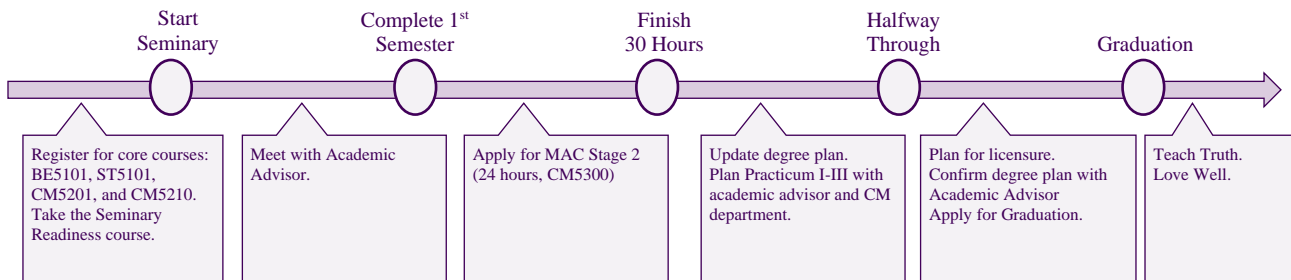 Start
Seminary
Complete 1st
Semester
Finish
30 Hours
Halfway
Through
Graduation
Register for core courses:
BE5101, ST5101,
CM5201, and CM5210.
Take the Seminary
Readiness course.
Meet with Academic
Advisor.
Apply for MAC Stage 2
(24 hours, CM5300)
Update degree plan.
Plan Practicum I-III with
academic advisor and CM
department.
Plan for licensure.
Confirm degree plan with
Academic Advisor
Apply for Graduation.
Teach Truth.
Love Well.